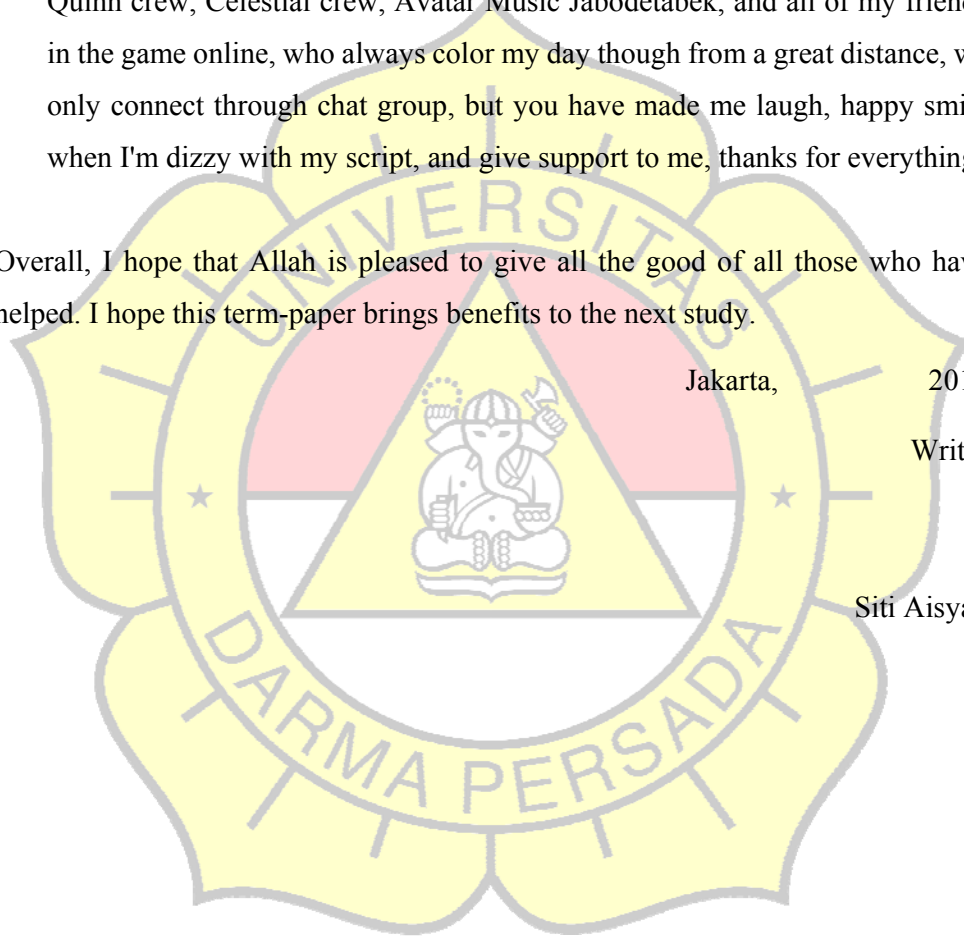 Quinn crew, Celestial crew, Avatar Music Jabodetabek, and all of my
in the game online, who always color my day though from a great distance,
only connect through chat group, but you have made me laugh, happy
when I'm dizzy with my script, and give support to me, thanks for everything
Overall, I hope that Allah is pleased to give all the good of all those who
helped. I hope this term-paper brings benefits to the next study.
Jakarta,
Siti
UNIVERSITAS
DARMA PERSADA